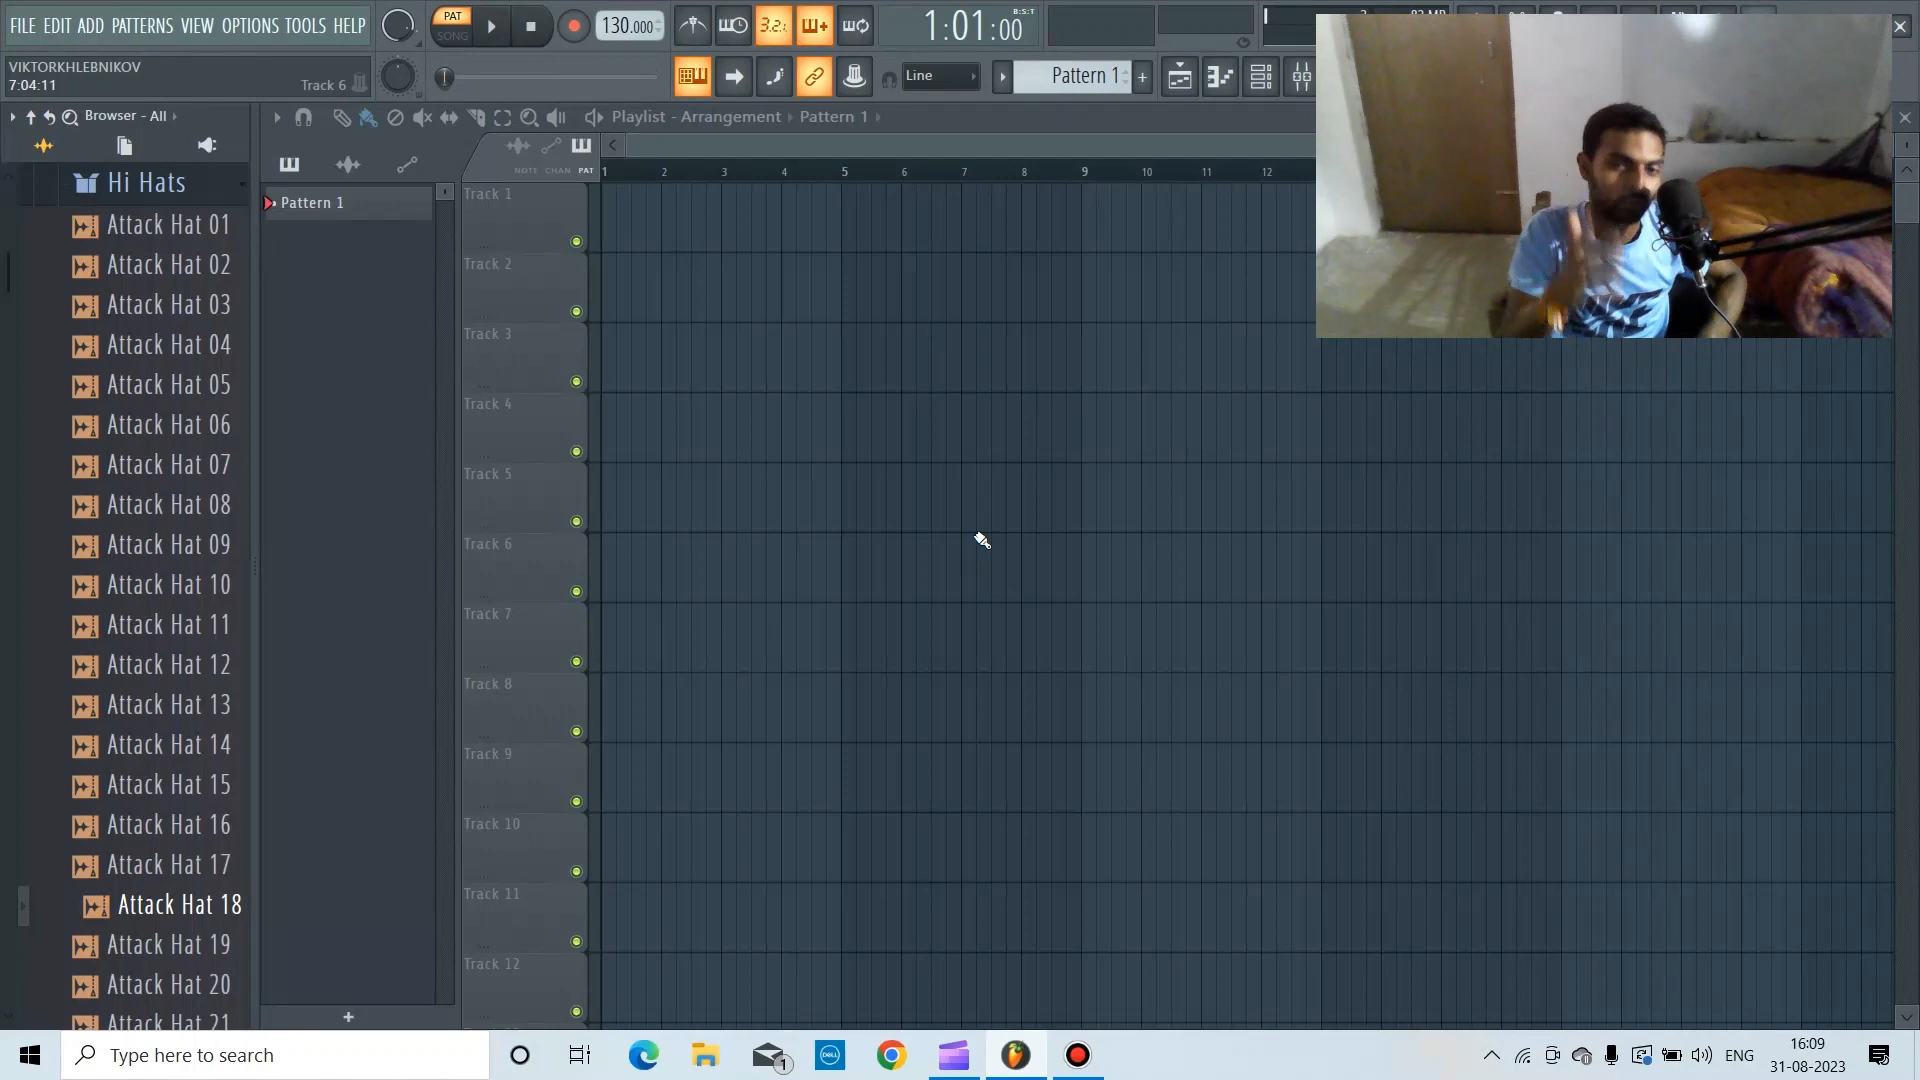 FILE EDIT ADD PATTERNS VIEW OPTIONS TOOLS HELP
PAT
SONG
130.000
3.2.
1:01:00
B:S:T
VIKTORKHLEBNIKOV
7:04:11
Track 6
Line
Pattern 1
+
Browser - All
Playlist - Arrangement
Pattern 1
NOTE CHAN PAT
1 2 3 4 5 6 7 8 9 10 11 12
Hi Hats
Attack Hat 01
Attack Hat 02
Attack Hat 03
Attack Hat 04
Attack Hat 05
Attack Hat 06
Attack Hat 07
Attack Hat 08
Attack Hat 09
Attack Hat 10
Attack Hat 11
Attack Hat 12
Attack Hat 13
Attack Hat 14
Attack Hat 15
Attack Hat 16
Attack Hat 17
Attack Hat 18
Attack Hat 19
Attack Hat 20
Attack Hat 21
Pattern 1
+
Track 1
Track 2
Track 3
Track 4
Track 5
Track 6
Track 7
Track 8
Track 9
Track 10
Track 11
Track 12
Type here to search
1
DELL
ENG
16:09
31-08-2023